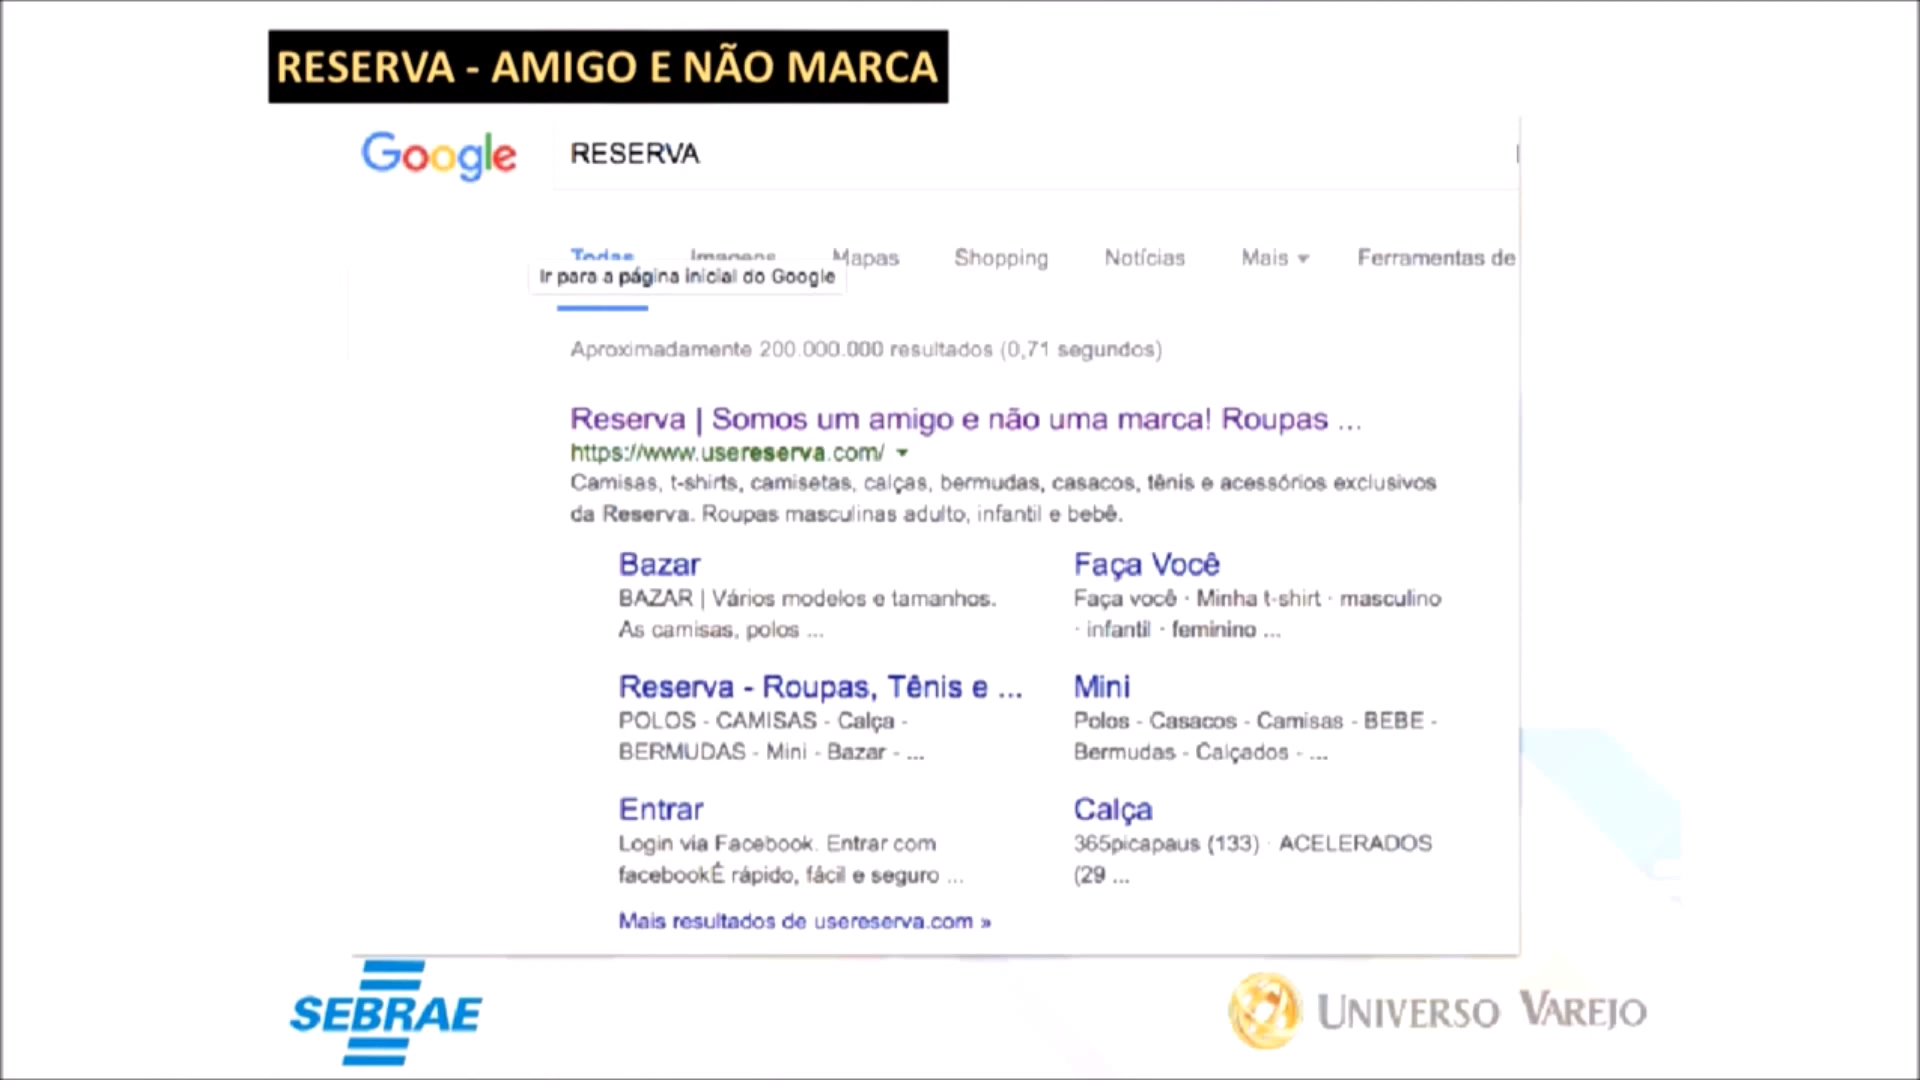 RESERVA - AMIGO E NÃO MARCA
Google
RESERVA
Todas Imagens Mapas Shopping Notícias Mais Ferramentas de
Ir para a página inicial do Google
Aproximadamente 200.000.000 resultados (0,71 segundos)
Reserva | Somos um amigo e não uma marca! Roupas ...
https://www.usereserva.com/
Camisas, t-shirts, camisetas, calças, bermudas, casacos, tênis e acessórios exclusivos
da Reserva. Roupas masculinas adulto, infantil e bebê.
Bazar
BAZAR | Vários modelos e tamanhos.
As camisas, polos ...
Faça Você
Faça você · Minha t-shirt · masculino
· infantil · feminino ...
Reserva - Roupas, Tênis e ...
POLOS - CAMISAS - Calça -
BERMUDAS - Mini - Bazar - ...
Mini
Polos - Casacos - Camisas - BEBE -
Bermudas - Calçados - ...
Entrar
Login via Facebook. Entrar com
facebookÉ rápido, fácil e seguro ...
Calça
365picapaus (133) · ACELERADOS
(29 ...
Mais resultados de usereserva.com »
SEBRAE
UNIVERSO VAREJO